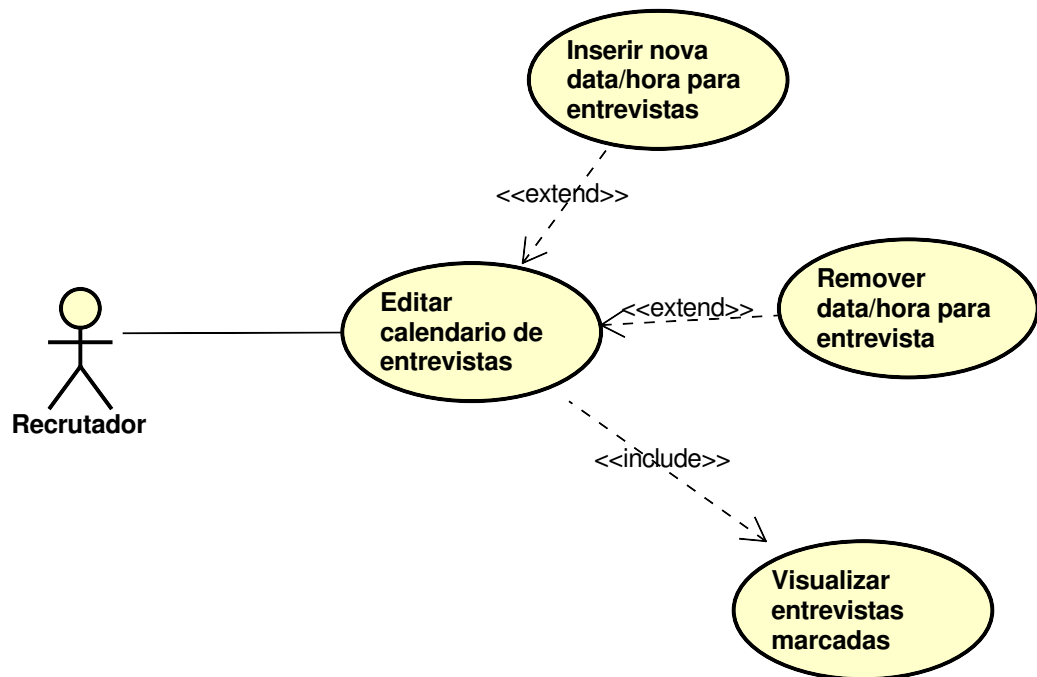 Inserir nova
data/hora para
entrevistas
<<extend>>
Remover
data/hora para
entrevista
<<extend>>
Editar
calendario de
entrevistas
Recrutador
<<include>>
Visualizar
entrevistas
marcadas